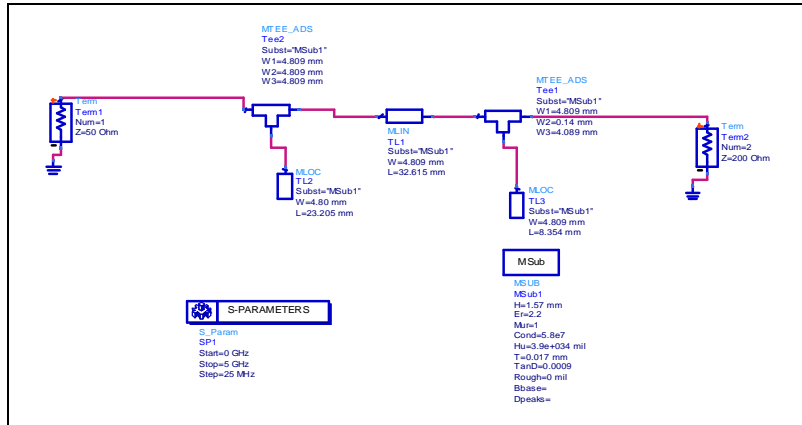 MTEE_ADS
Tee2
Subst="MSub1"
W1=4.809 mm
W2=4.809 mm
W3=4.809 mm
MTEE_ADS
Tee1
Subst="MSub1"
W1=4.809 mm
W2=0.14 mm
W3=4.089 mm
Term
Term1
Num=1
Z=50 Ohm
MLIN
TL1
Subst="MSub1"
W=4.809 mm
L=32.615 mm
Term
Term2
Num=2
Z=200 Ohm
MLOC
TL2
Subst="MSub1"
W=4.80 mm
L=23.205 mm
MLOC
TL3
Subst="MSub1"
W=4.809 mm
L=8.354 mm
MSub
MSUB
MSub1
H=1.57 mm
Er=2.2
Mur=1
Cond=5.8e7
Hu=3.9e+034 mil
T=0.017 mm
TanD=0.0009
Rough=0 mil
Bbase=
Dpeaks=
S-PARAMETERS
S_Param
SP1
Start=0 GHz
Stop=5 GHz
Step=25 MHz